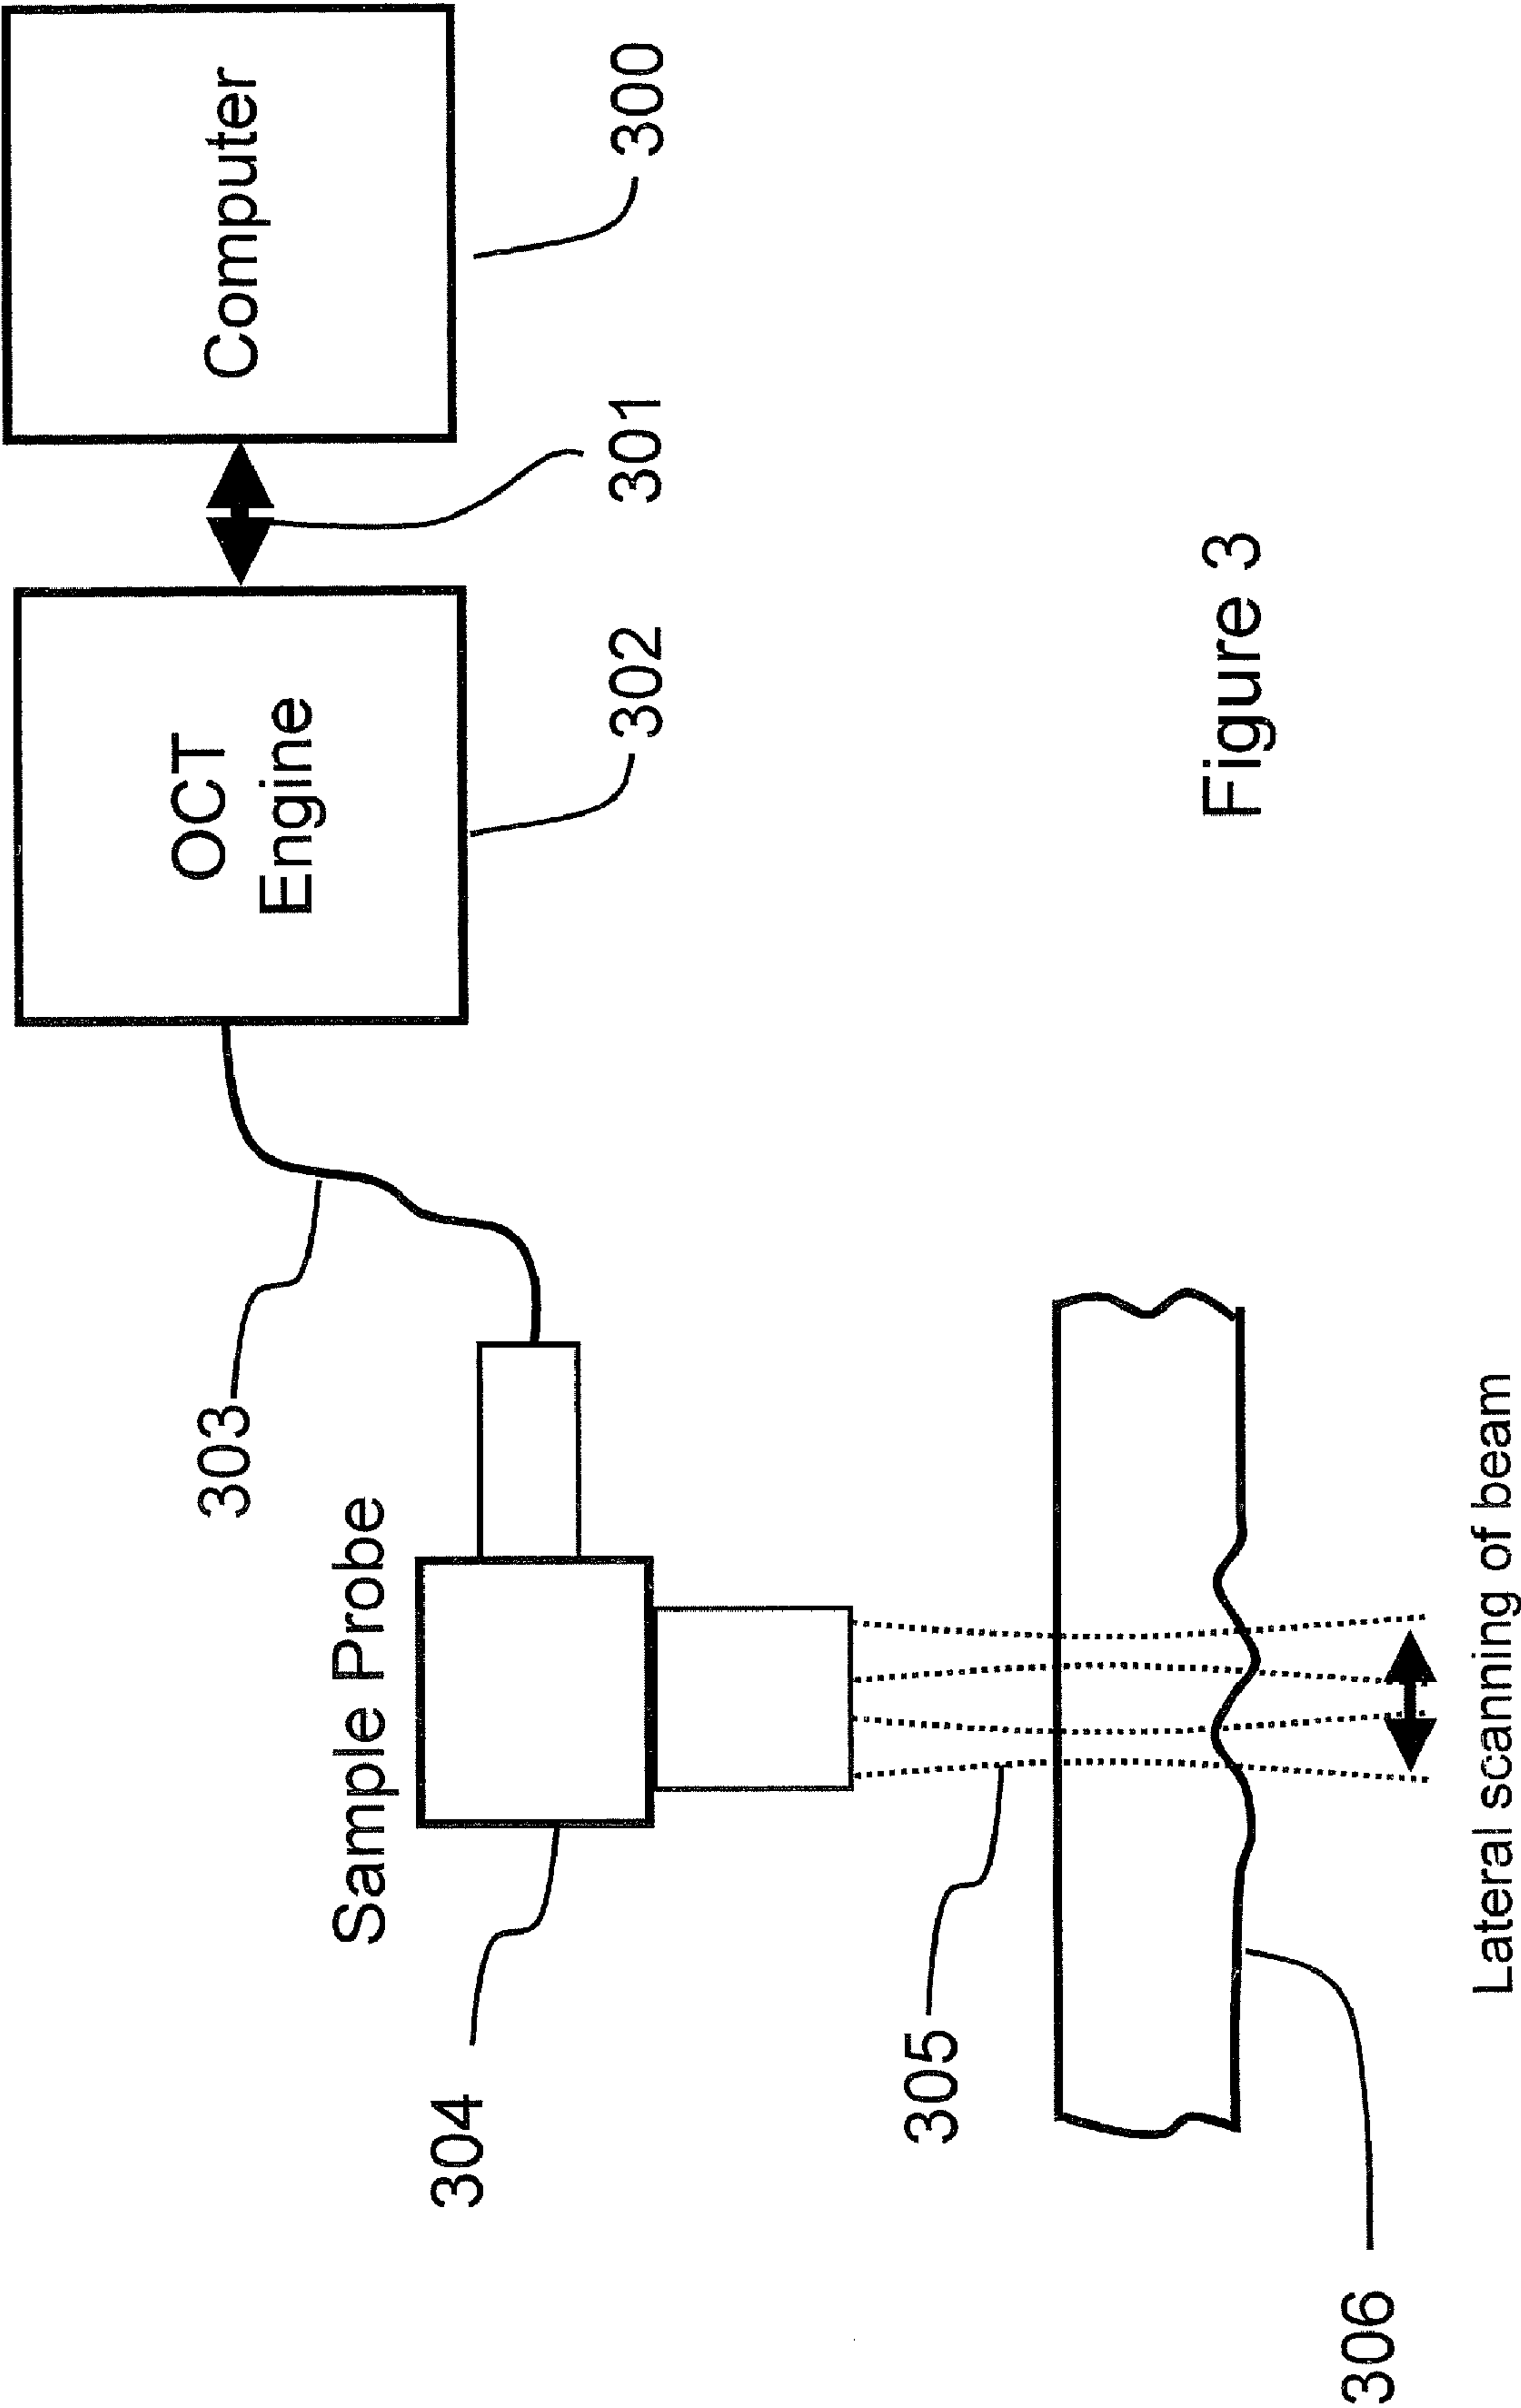 Computer
300
301
OCT
Engine
302
303
Sample Probe
304
305
306
Lateral scanning of beam
Figure 3